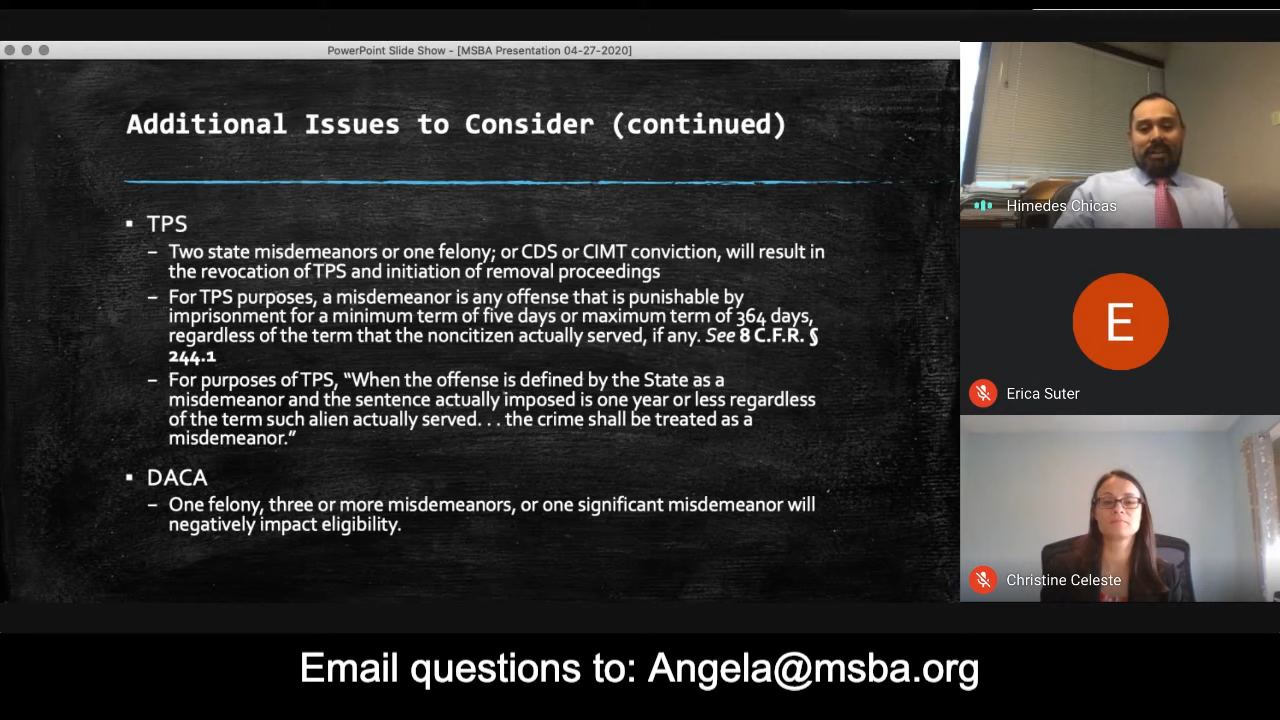 PowerPoint Slide Show - [MSBA Presentation 04-27-2020]
Additional Issues to Consider (continued)
▪ TPS
– Two state misdemeanors or one felony; or CDS or CIMT conviction, will result in
the revocation of TPS and initiation of removal proceedings
– For TPS purposes, a misdemeanor is any offense that is punishable by
imprisonment for a minimum term of five days or maximum term of 364 days,
regardless of the term that the noncitizen actually served, if any. See 8 C.F.R. §
244.1
– For purposes of TPS, “When the offense is defined by the State as a
misdemeanor and the sentence actually imposed is one year or less regardless
of the term such alien actually served. . . the crime shall be treated as a
misdemeanor.”
▪ DACA
– One felony, three or more misdemeanors, or one significant misdemeanor will
negatively impact eligibility.
Himedes Chicas
E
Erica Suter
Christine Celeste
Email questions to: Angela@msba.org